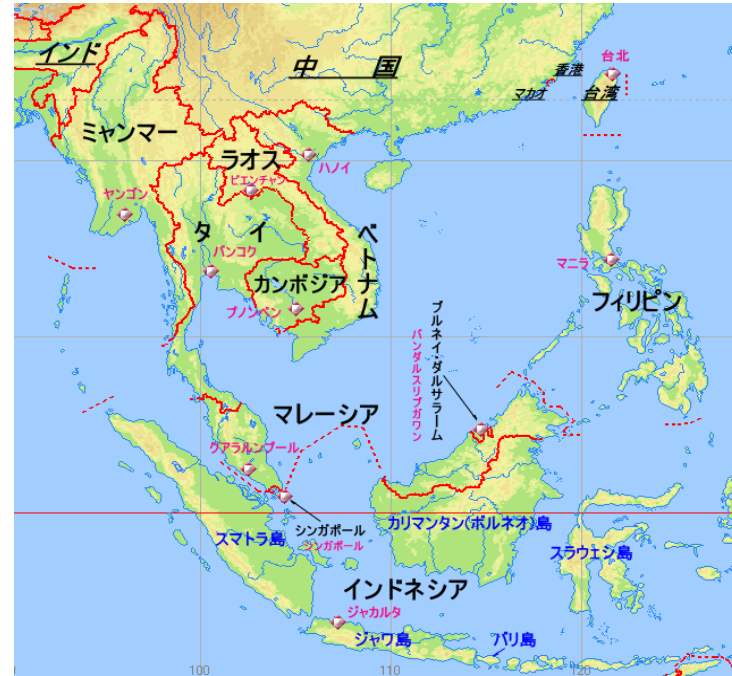 インド
中国
台北
香港
マカオ
台湾
ミャンマー
ラオス
ハノイ
ビエンチャン
ヤンゴン
タイ
ベトナム
バンコク
カンボジア
プノンペン
マニラ
フィリピン
ブルネイ・ダルサラーム
バンダルスリブガワン
マレーシア
クアラルンプール
シンガポール
シンガポール
カリマンタン(ボルネオ)島
スマトラ島
スラウェシ島
インドネシア
ジャカルタ
ジャワ島
バリ島
100
110
120